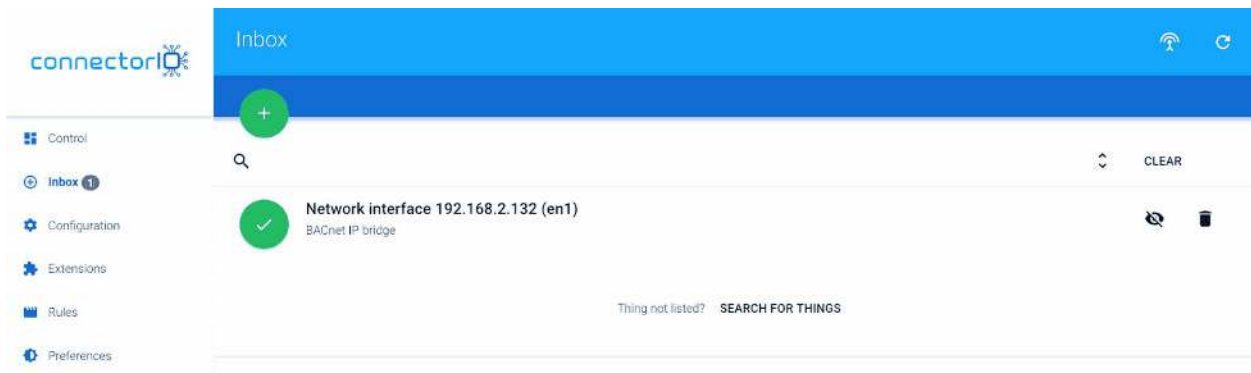 connectorIO
Inbox
Control
Inbox 1
Configuration
Extensions
Rules
Preferences
CLEAR
Network interface 192.168.2.132 (en1)
BACnet IP bridge
Thing not listed? SEARCH FOR THINGS